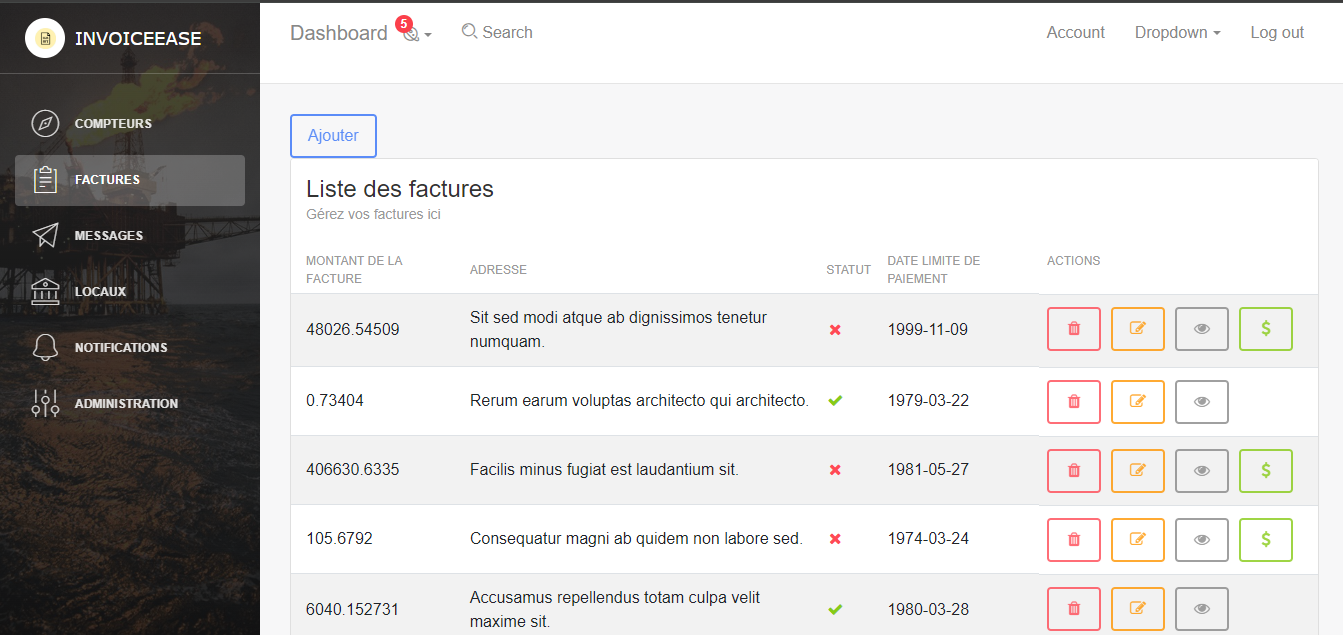 INVOICEEASE
COMPTEURS
FACTURES
MESSAGES
LOCAUX
NOTIFICATIONS
ADMINISTRATION
Dashboard 5 Search Account Dropdown Log out
Ajouter
Liste des factures
Gérez vos factures ici
MONTANT DE LA
FACTURE
ADRESSE
STATUT
DATE LIMITE DE
PAIEMENT
ACTIONS
48026.54509
Sit sed modi atque ab dignissimos tenetur
numquam.
1999-11-09
$
0.73404 Rerum earum voluptas architecto qui architecto. 1979-03-22
406630.6335 Facilis minus fugiat est laudantium sit. 1981-05-27 $
105.6792 Consequatur magni ab quidem non labore sed. 1974-03-24 $
6040.152731
Accusamus repellendus totam culpa velit
maxime sit.
1980-03-28